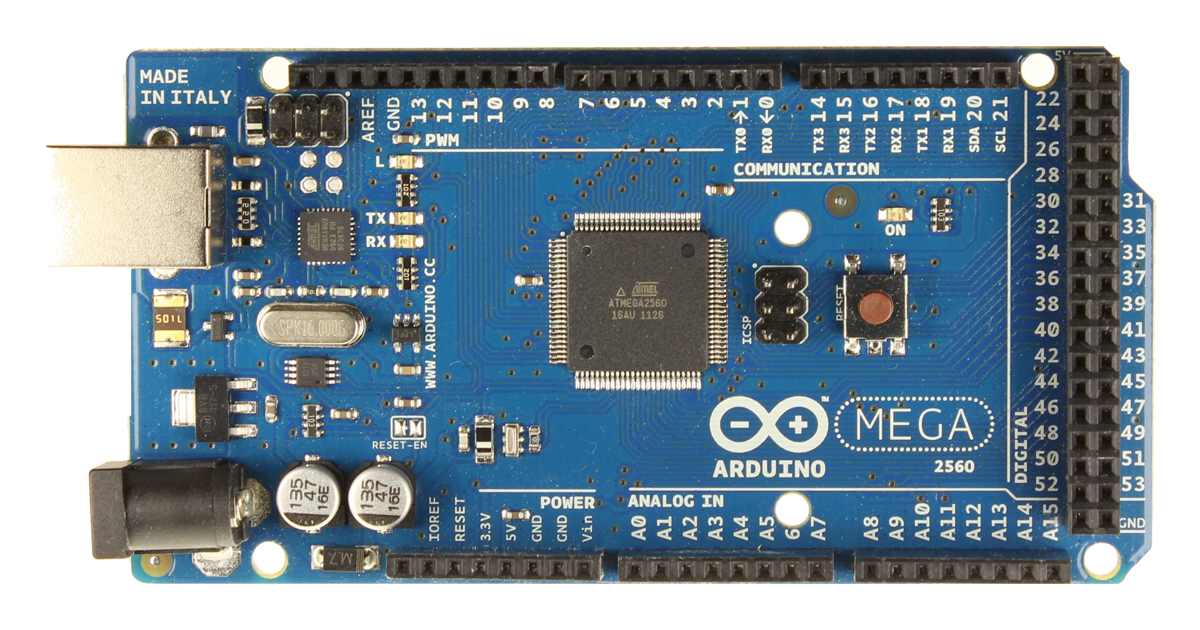 MADE
IN ITALY
AREF
GND
13
12
11
10
9
8
7
6
5
4
3
2
TX0→1
RX0←0
TX3 14
RX3 15
TX2 16
RX2 17
TX1 18
RX1 19
SDA 20
SCL 21
5V
PWM
COMMUNICATION
L
TX
RX
ON
22
24
26
28
30 31
32 33
34 35
36 37
38 39
40 41
42 43
44 45
46 47
48 49
50 51
52 53
GND
DIGITAL
ATMEL
ATMEGA2560
16AU 1126
ICSP
RESET
WWW.ARDUINO.CC
SPK16.000G
501L
RESET-EN
ARDUINO
TM
MEGA
2560
135
47
16E
135
47
16E
M7
POWER
IOREF
RESET
3.3V
5V
GND
GND
Vin
ANALOG IN
A0
A1
A2
A3
A4
A5
6
A7
A8
A9
A10
A11
A12
A13
A14
A15